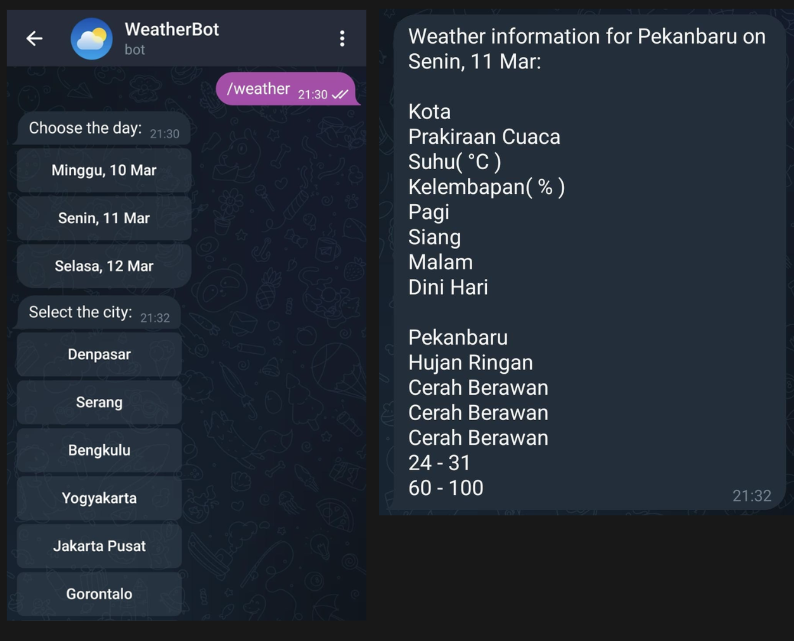 WeatherBot
bot
/weather 21:30
Choose the day: 21:30
Minggu, 10 Mar
Senin, 11 Mar
Selasa, 12 Mar
Select the city: 21:32
Denpasar
Serang
Bengkulu
Yogyakarta
Jakarta Pusat
Gorontalo
Weather information for Pekanbaru on
Senin, 11 Mar:
Kota
Prakiraan Cuaca
Suhu( °C )
Kelembapan( % )
Pagi
Siang
Malam
Dini Hari
Pekanbaru
Hujan Ringan
Cerah Berawan
Cerah Berawan
Cerah Berawan
24 - 31
60 - 100
21:32